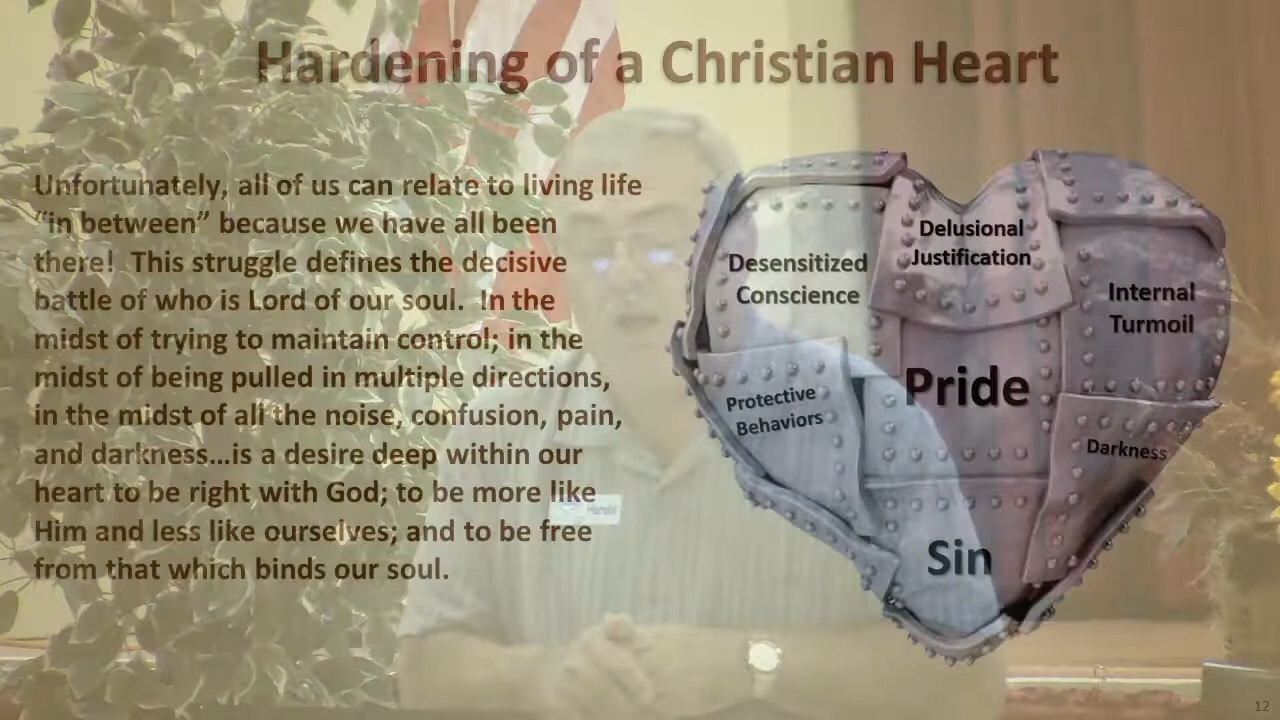 Hardening of a Christian Heart
Unfortunately, all of us can relate to living life
“in between” because we have all been
there!  This struggle defines the decisive
battle of who is Lord of our soul.  In the
midst of trying to maintain control; in the
midst of being pulled in multiple directions,
in the midst of all the noise, confusion, pain,
and darkness…is a desire deep within our
heart to be right with God; to be more like
Him and less like ourselves; and to be free
from that which binds our soul.
Desensitized
Conscience
Delusional
Justification
Internal
Turmoil
Protective
Behaviors
Pride
Darkness
Sin
Harold
12